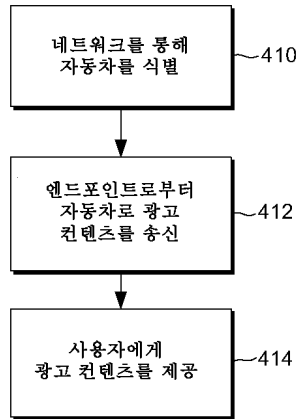 네트워크를 통해
자동차를 식별
410
엔드포인트로부터
자동차로 광고
컨텐츠를 송신
412
사용자에게
광고 컨텐츠를 제공
414